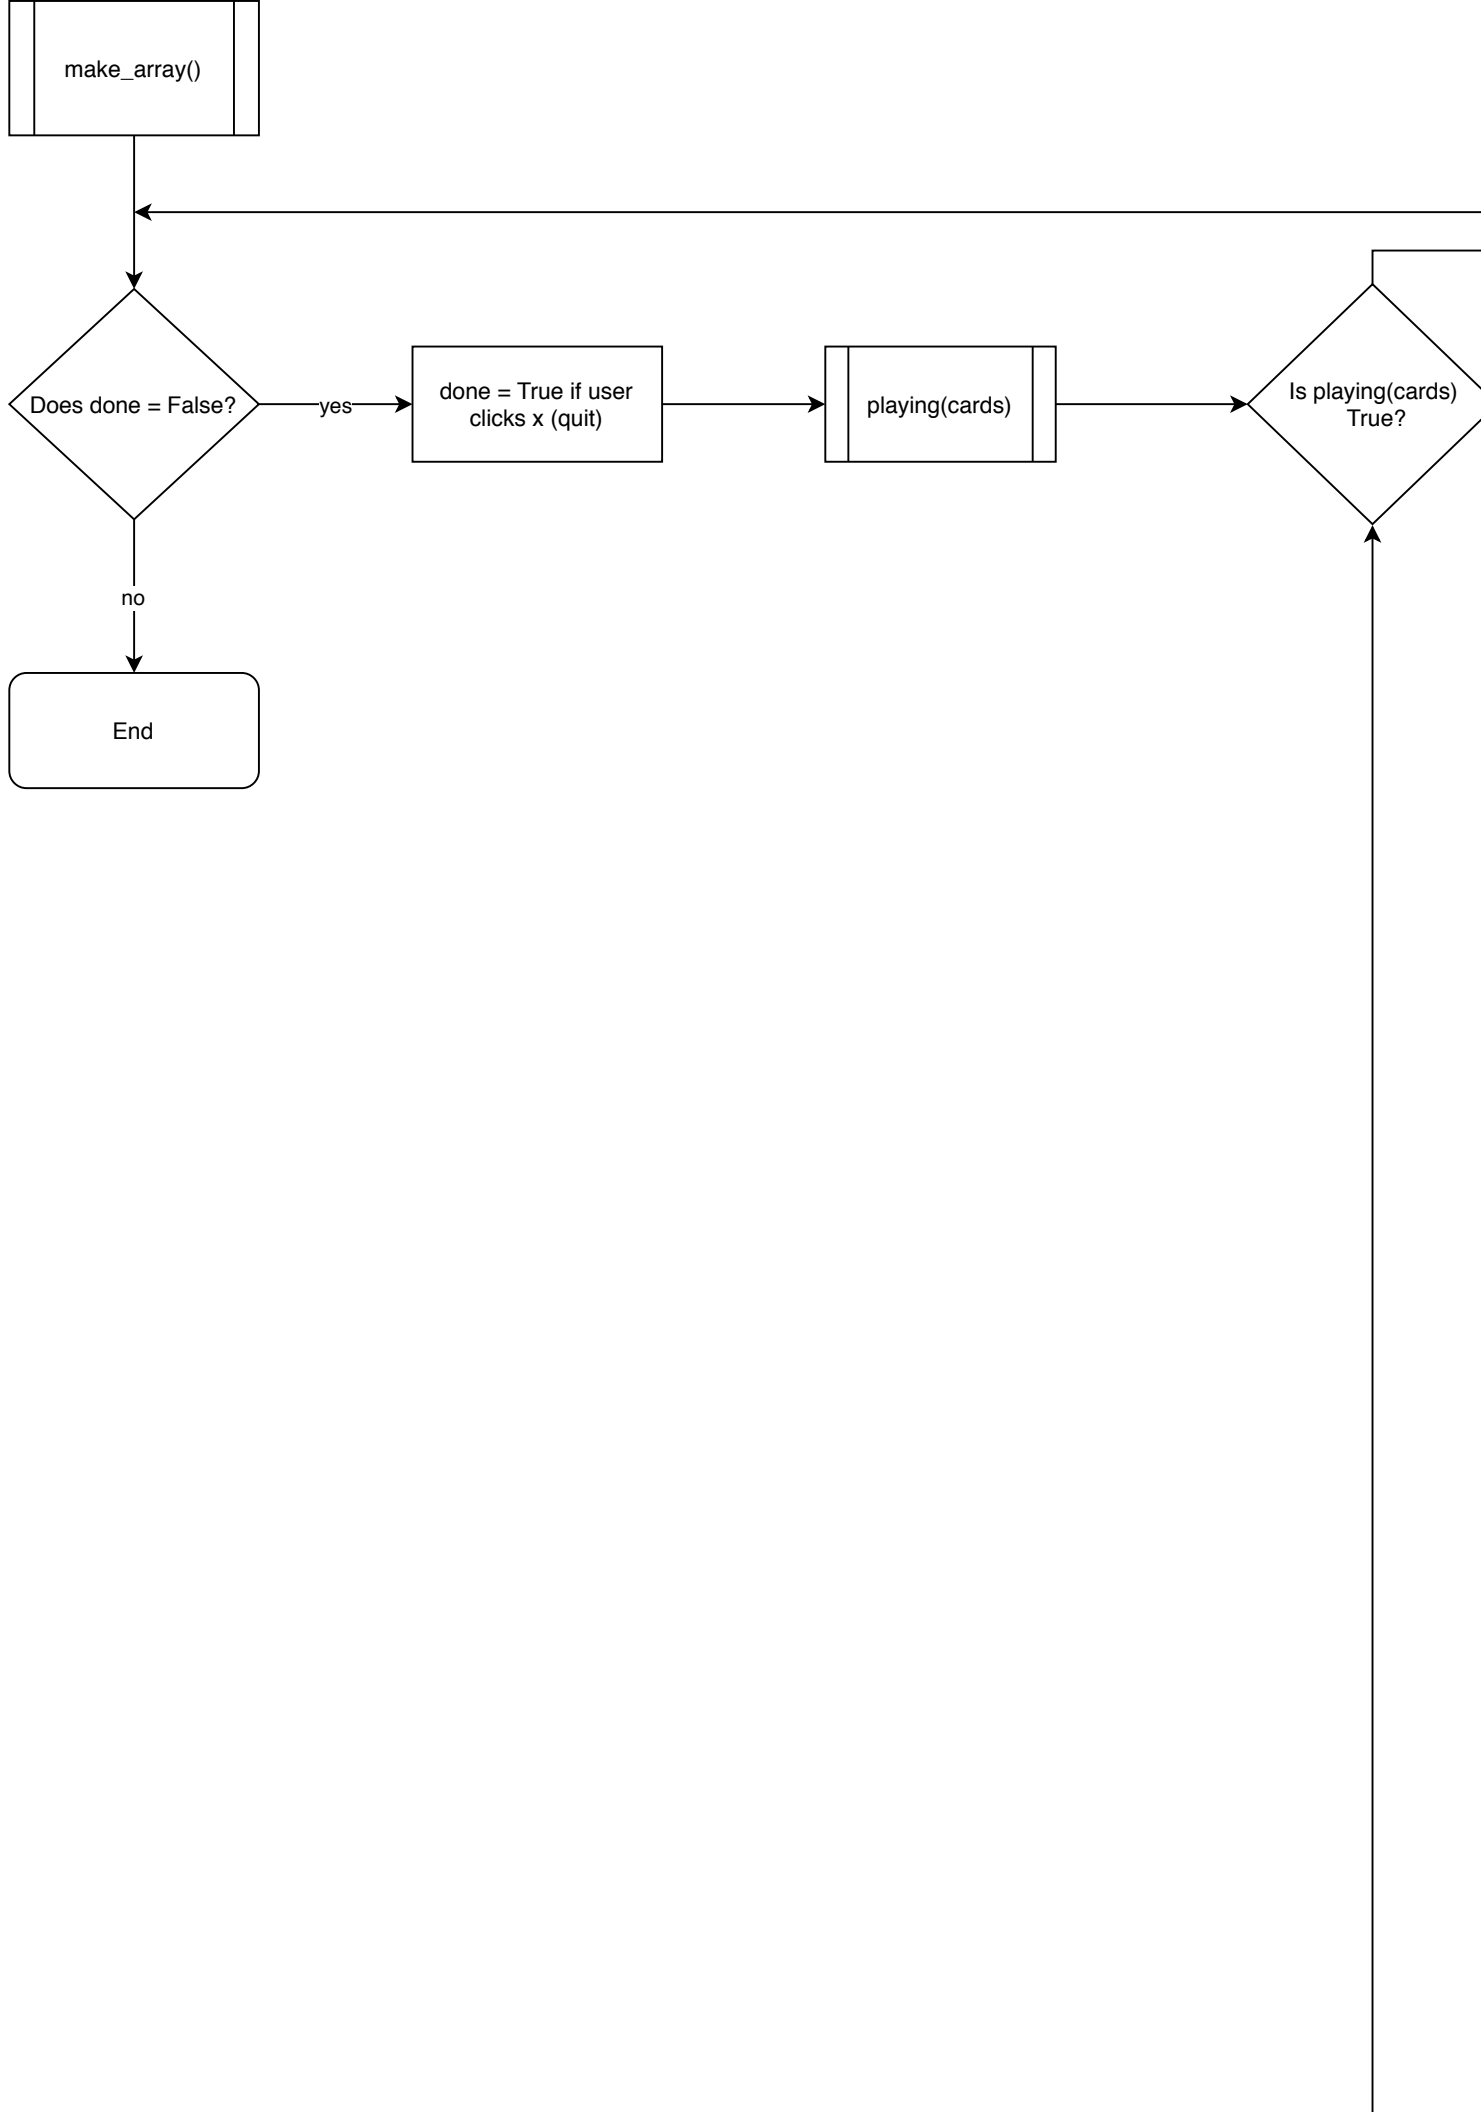 make_array()
Does done = False?
yes
done = True if user
clicks x (quit)
playing(cards)
Is playing(cards)
True?
no
End